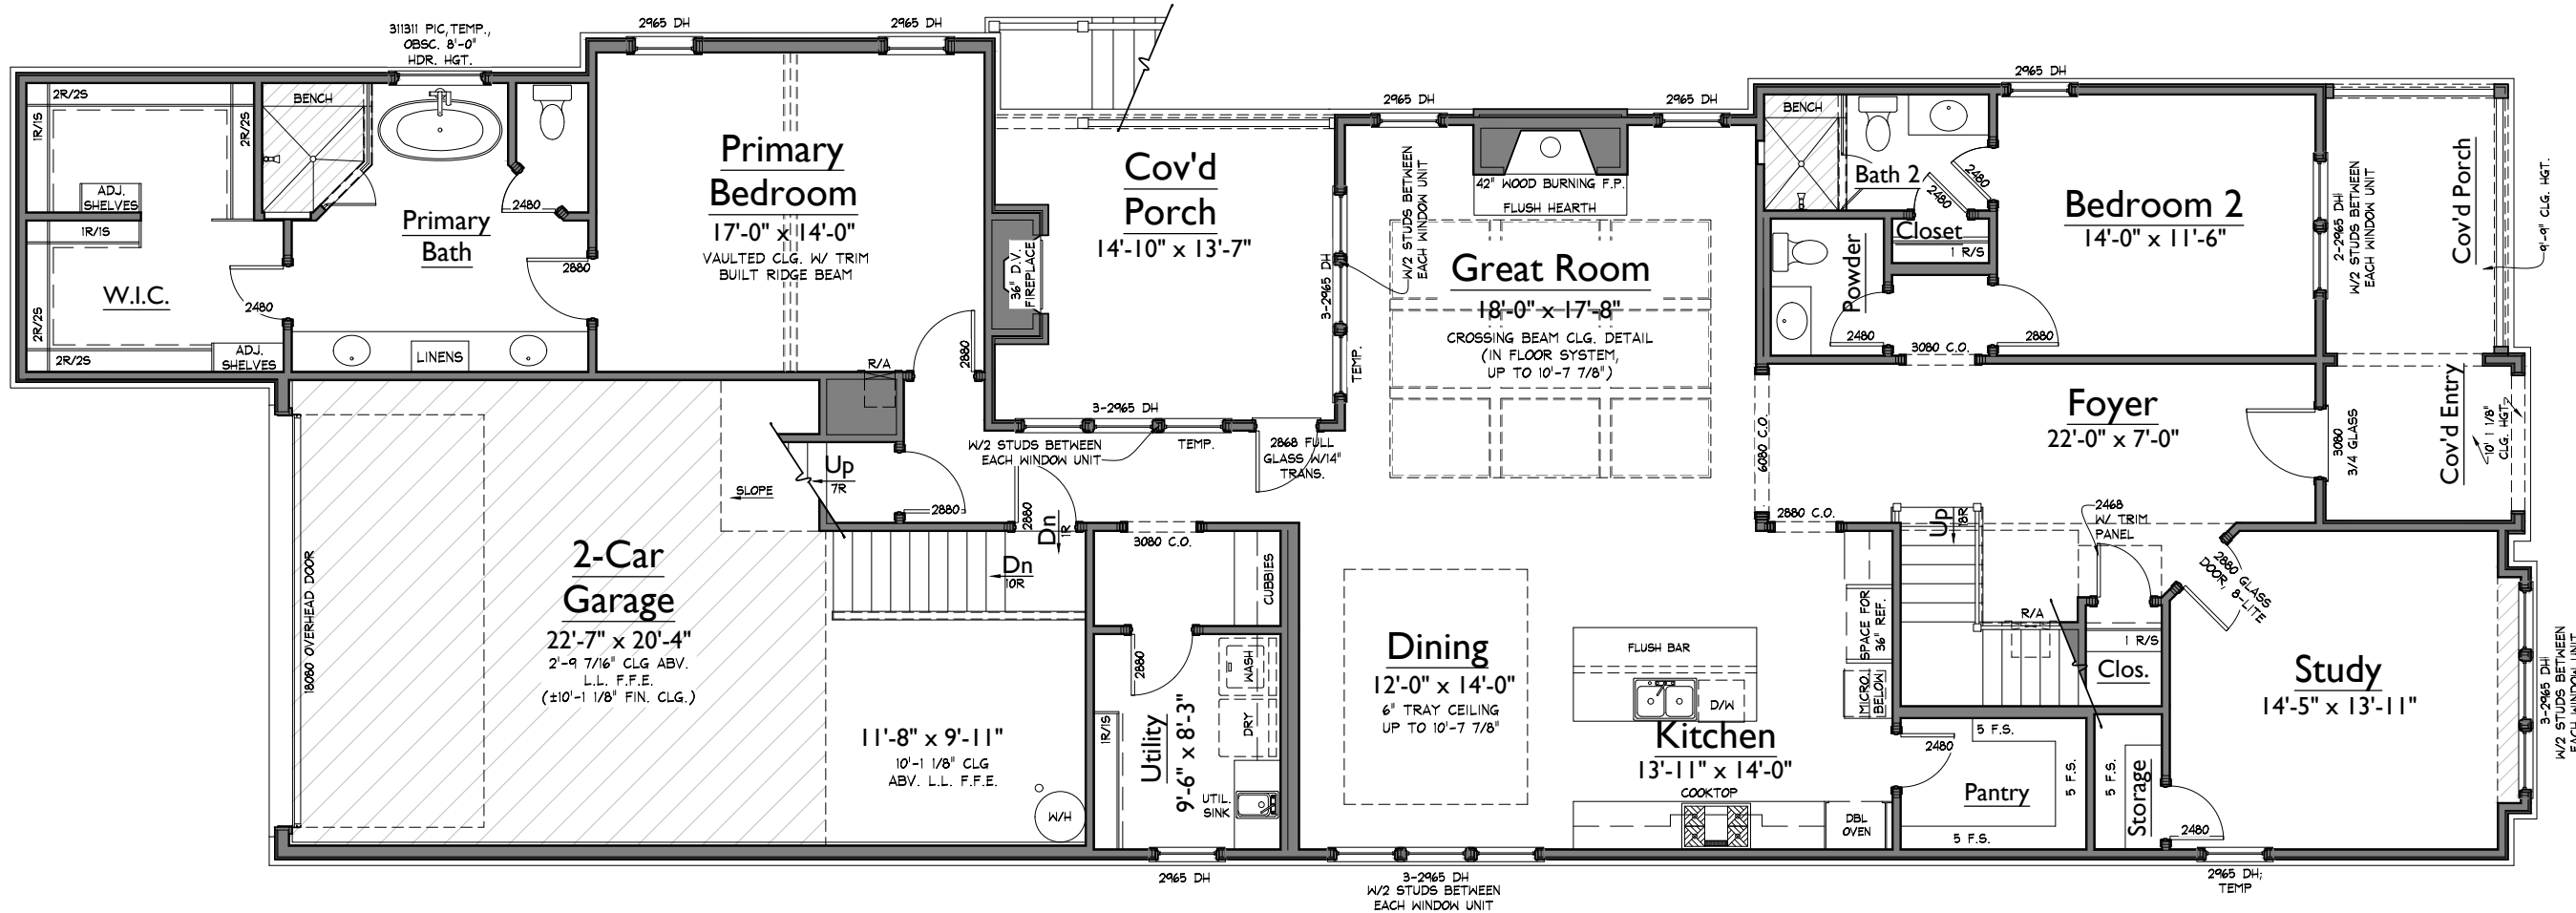 2965 DH
2965 DH
311311 PIC, TEMP.,
OBSC. 8'-0"
HDR. HGT.
2R/2S
1R/1S
2R/2S
ADJ.
SHELVES
1R/1S
W.I.C.
2R/2S
2R/2S
ADJ.
SHELVES
2480
BENCH
Primary
Bath
2480
2880
LINENS
Primary
Bedroom
17'-0" x 14'-0"
VAULTED CLG. W/ TRIM
BUILT RIDGE BEAM
R/A
2880
36" D.V.
FIREPLACE
Cov'd
Porch
14'-10" x 13'-7"
3-2965 DH
W/2 STUDS BETWEEN
EACH WINDOW UNIT
TEMP.
3-2965 DH
W/2 STUDS BETWEEN
EACH WINDOW UNIT
TEMP.
2868 FULL
GLASS W/14"
TRANS.
2965 DH
2965 DH
42" WOOD BURNING F.P.
FLUSH HEARTH
Great Room
18'-0" x 17'-8"
CROSSING BEAM CLG. DETAIL
(IN FLOOR SYSTEM,
UP TO 10'-7 7/8")
BENCH
Bath 2
2480
2480
Closet
1 R/S
Powder
2480
3080 C.O.
2880
2965 DH
Bedroom 2
14'-0" x 11'-6"
2-2965 DH
W/2 STUDS BETWEEN
EACH WINDOW UNIT
Cov'd Porch
9'-9" CLG. HGT.
6080 C.O.
Foyer
22'-0" x 7'-0"
3080
3/4 GLASS
Cov'd Entry
10' 1 1/8"
CLG. HGT.
2880 C.O.
Up
18R
2468
W/ TRIM
PANEL
2880 GLASS
DOOR, 8-LITE
R/A
1 R/S
Clos.
Study
14'-5" x 13'-11"
3-2965 DH
W/2 STUDS BETWEEN
EACH WINDOW UNIT
18080 OVERHEAD DOOR
2-Car
Garage
22'-7" x 20'-4"
2'-9 7/16" CLG ABV.
L.L. F.F.E.
(±10'-1 1/8" FIN. CLG.)
SLOPE
Up
7R
2880
2880
Dn
1R
Dn
10R
11'-8" x 9'-11"
10'-1 1/8" CLG
ABV. L.L. F.F.E.
W/H
3080 C.O.
CUBBIES
2880
WASH
DRY
1R/1S
Utility
9'-6" x 8'-3"
UTIL.
SINK
2965 DH
Dining
12'-0" x 14'-0"
6" TRAY CEILING
UP TO 10'-7 7/8"
3-2965 DH
W/2 STUDS BETWEEN
EACH WINDOW UNIT
FLUSH BAR
D/W
Kitchen
13'-11" x 14'-0"
COOKTOP
DBL
OVEN
SPACE FOR
36" REF.
MICRO.
BELOW
2480
5 F.S.
5 F.S.
Pantry
5 F.S.
5 F.S.
Storage
2480
2965 DH;
TEMP